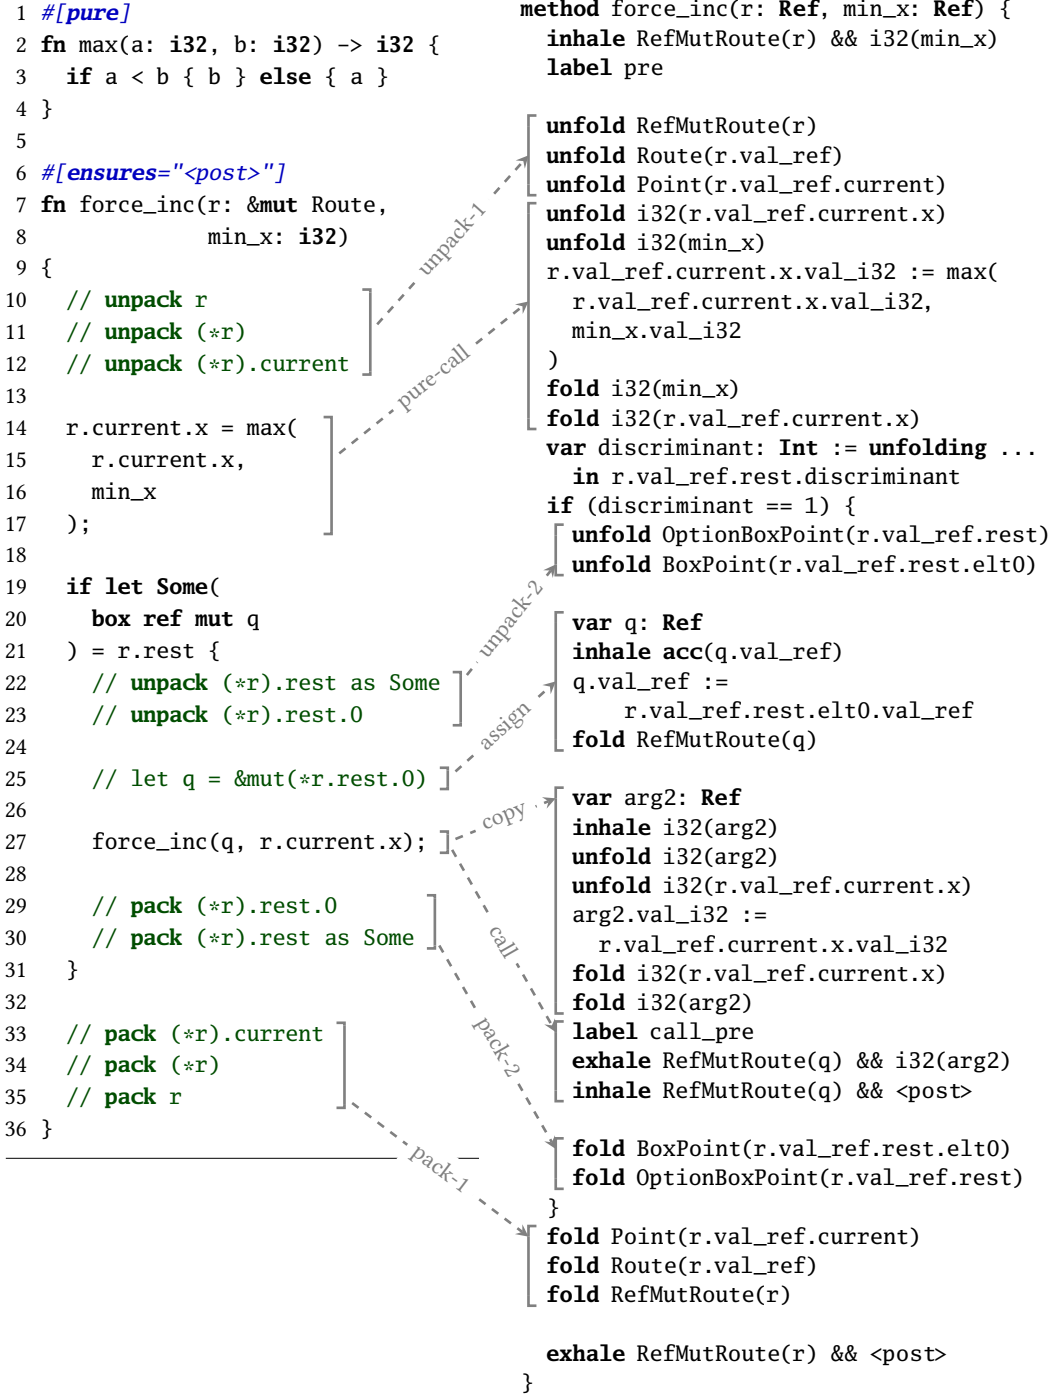 1 #[pure]
2 fn max(a: i32, b: i32) -> i32 {
3 if a < b { b } else { a }
4 }
5
6 #[ensures="<post>"]
7 fn force_inc(r: &mut Route,
8 min_x: i32)
9 {
10 // unpack r
11 // unpack (*r)
12 // unpack (*r).current
13
14 r.current.x = max(
15 r.current.x,
16 min_x
17 );
18
19 if let Some(
20 box ref mut q
21 ) = r.rest {
22 // unpack (*r).rest as Some
23 // unpack (*r).rest.0
24
25 // let q = &mut(*r.rest.0)
26
27 force_inc(q, r.current.x);
28
29 // pack (*r).rest.0
30 // pack (*r).rest as Some
31 }
32
33 // pack (*r).current
34 // pack (*r)
35 // pack r
36 }
unpack-1
pure-call
unpack-2
assign
copy
call
pack-2
pack-1
method force_inc(r: Ref, min_x: Ref) {
inhale RefMutRoute(r) && i32(min_x)
label pre
unfold RefMutRoute(r)
unfold Route(r.val_ref)
unfold Point(r.val_ref.current)
unfold i32(r.val_ref.current.x)
unfold i32(min_x)
r.val_ref.current.x.val_i32 := max(
r.val_ref.current.x.val_i32,
min_x.val_i32
)
fold i32(min_x)
fold i32(r.val_ref.current.x)
var discriminant: Int := unfolding ...
in r.val_ref.rest.discriminant
if (discriminant == 1) {
unfold OptionBoxPoint(r.val_ref.rest)
unfold BoxPoint(r.val_ref.rest.elt0)
var q: Ref
inhale acc(q.val_ref)
q.val_ref :=
r.val_ref.rest.elt0.val_ref
fold RefMutRoute(q)
var arg2: Ref
inhale i32(arg2)
unfold i32(arg2)
unfold i32(r.val_ref.current.x)
arg2.val_i32 :=
r.val_ref.current.x.val_i32
fold i32(r.val_ref.current.x)
fold i32(arg2)
label call_pre
exhale RefMutRoute(q) && i32(arg2)
inhale RefMutRoute(q) && <post>
fold BoxPoint(r.val_ref.rest.elt0)
fold OptionBoxPoint(r.val_ref.rest)
}
fold Point(r.val_ref.current)
fold Route(r.val_ref)
fold RefMutRoute(r)
exhale RefMutRoute(r) && <post>
}